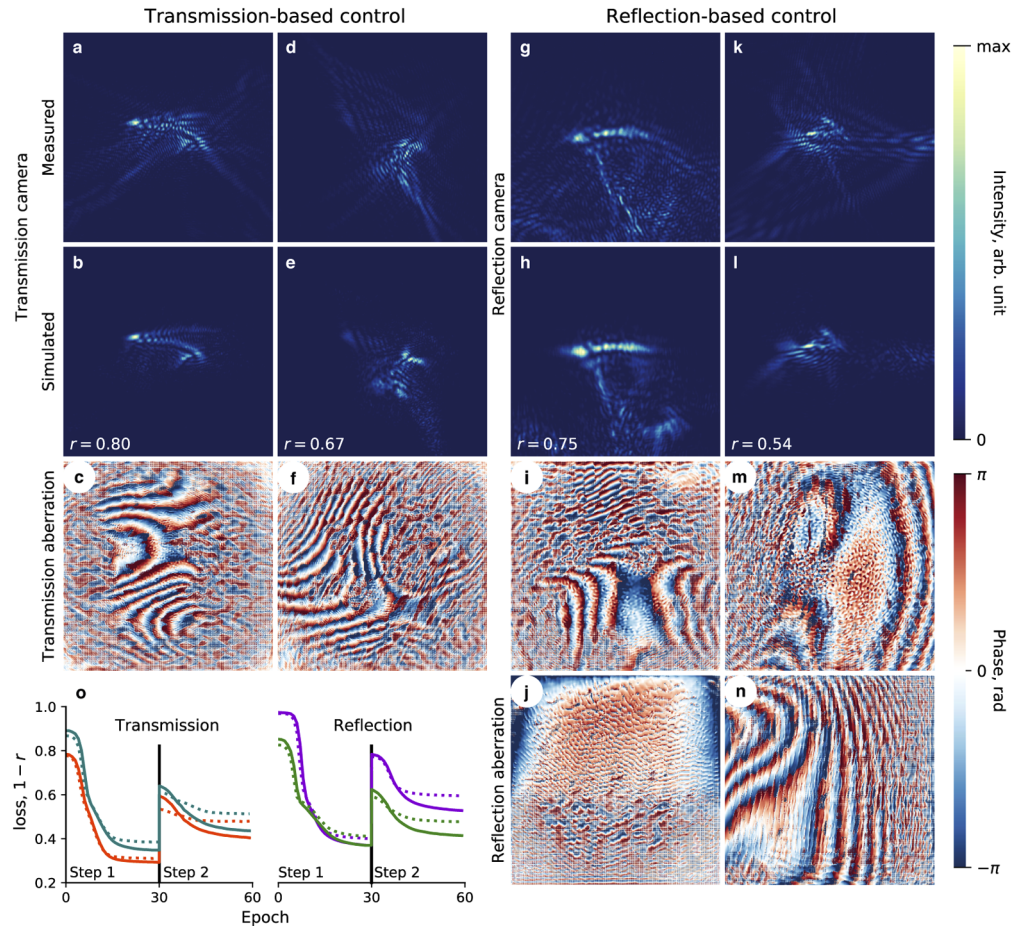 Transmission-based control
Reflection-based control
Transmission camera
Measured
Simulated
a
d
b
e
r = 0.80
r = 0.67
Reflection camera
g
k
h
l
r = 0.75
r = 0.54
max
Intensity, arb. unit
0
Transmission aberration
c
f
i
m
π
Phase, rad
0
−π
Reflection aberration
j
n
o
Transmission
Reflection
loss, 1 − r
1.0
0.8
0.6
0.4
0.2
Step 1
Step 2
Step 1
Step 2
0
30
60
0
30
60
Epoch